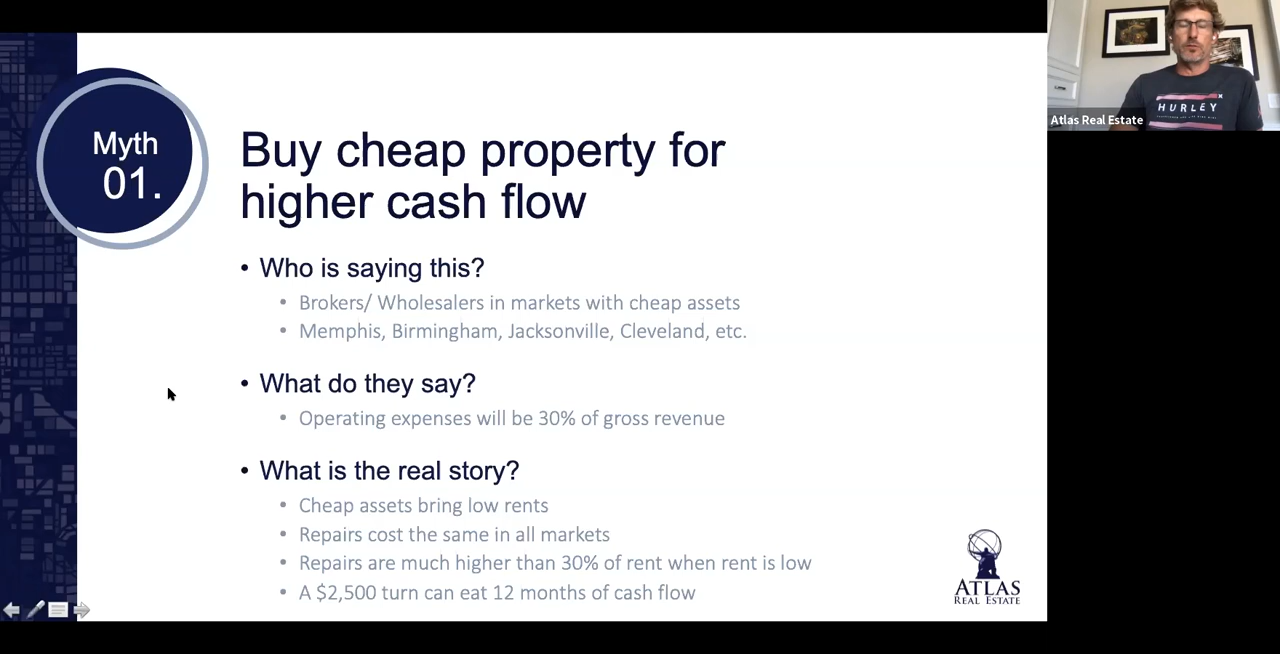 Myth
01.
Buy cheap property for
higher cash flow
• Who is saying this?
• Brokers/ Wholesalers in markets with cheap assets
• Memphis, Birmingham, Jacksonville, Cleveland, etc.
• What do they say?
• Operating expenses will be 30% of gross revenue
• What is the real story?
• Cheap assets bring low rents
• Repairs cost the same in all markets
• Repairs are much higher than 30% of rent when rent is low
• A $2,500 turn can eat 12 months of cash flow
ATLAS
REAL ESTATE
HURLEY
Atlas Real Estate